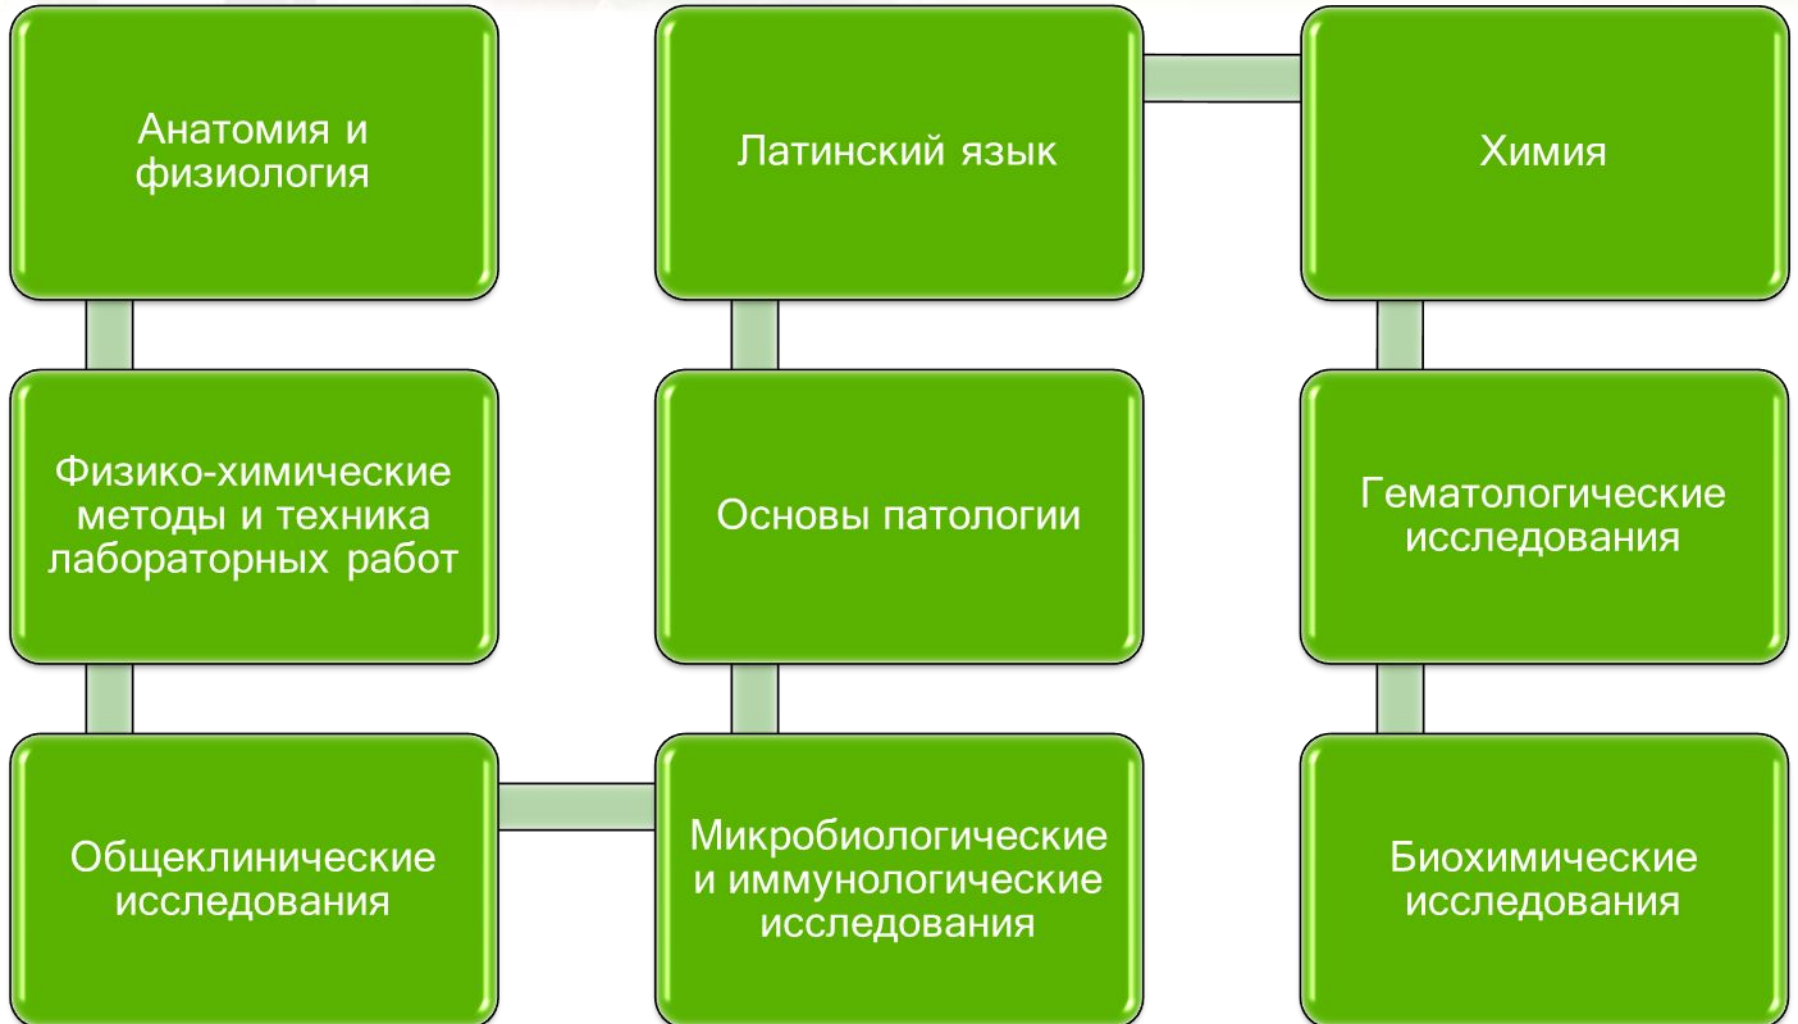 Анатомия и
физиология
Латинский язык
Химия
Физико-химические
методы и техника
лабораторных работ
Основы патологии
Гематологические
исследования
Общеклинические
исследования
Микробиологические
и иммунологические
исследования
Биохимические
исследования